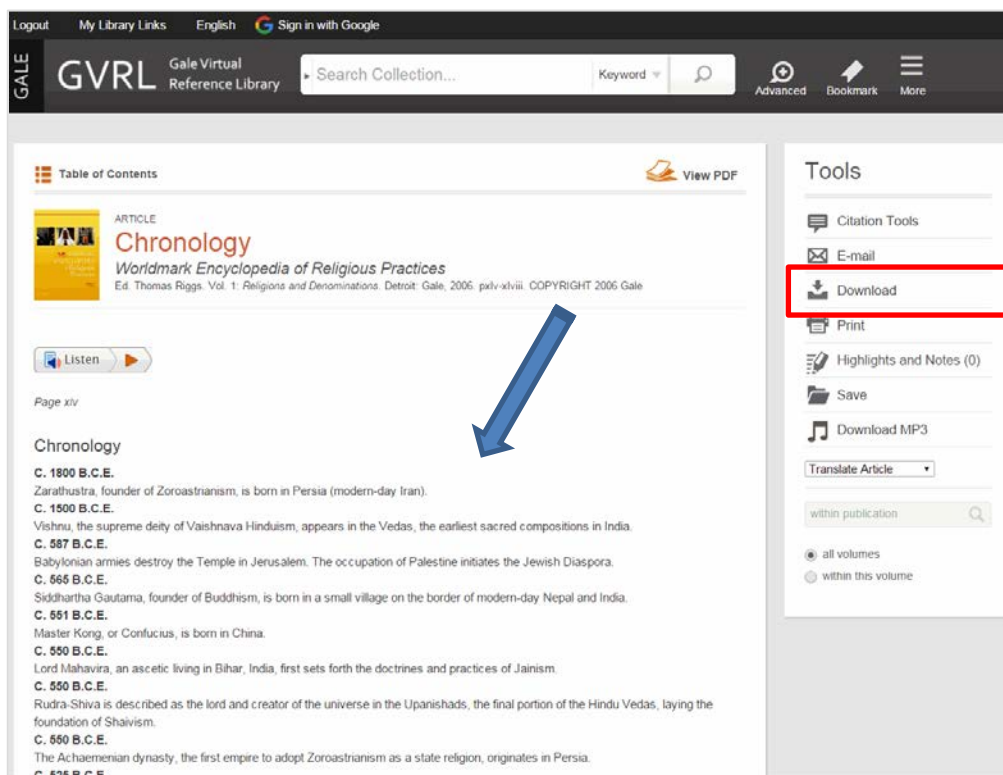 Logout My Library Links English Sign in with Google
GALE
GVRL Gale Virtual Reference Library
Search Collection... Keyword
Advanced Bookmark More
Table of Contents
View PDF
ARTICLE
Chronology
Worldmark Encyclopedia of Religious Practices
Ed. Thomas Riggs. Vol. 1: Religions and Denominations. Detroit: Gale, 2006. pxlv-xlviii. COPYRIGHT 2006 Gale
Listen
Page xlv
Chronology
C. 1800 B.C.E.
Zarathustra, founder of Zoroastrianism, is born in Persia (modern-day Iran).
C. 1500 B.C.E.
Vishnu, the supreme deity of Vaishnava Hinduism, appears in the Vedas, the earliest sacred compositions in India.
C. 587 B.C.E.
Babylonian armies destroy the Temple in Jerusalem. The occupation of Palestine initiates the Jewish Diaspora.
C. 565 B.C.E.
Siddhartha Gautama, founder of Buddhism, is born in a small village on the border of modern-day Nepal and India.
C. 551 B.C.E.
Master Kong, or Confucius, is born in China.
C. 550 B.C.E.
Lord Mahavira, an ascetic living in Bihar, India, first sets forth the doctrines and practices of Jainism.
C. 550 B.C.E.
Rudra-Shiva is described as the lord and creator of the universe in the Upanishads, the final portion of the Hindu Vedas, laying the
foundation of Shaivism.
C. 550 B.C.E.
The Achaemenian dynasty, the first empire to adopt Zoroastrianism as a state religion, originates in Persia.
C. 525 B.C.E.
Tools
Citation Tools
E-mail
Download
Print
Highlights and Notes (0)
Save
Download MP3
Translate Article
within publication
all volumes
within this volume